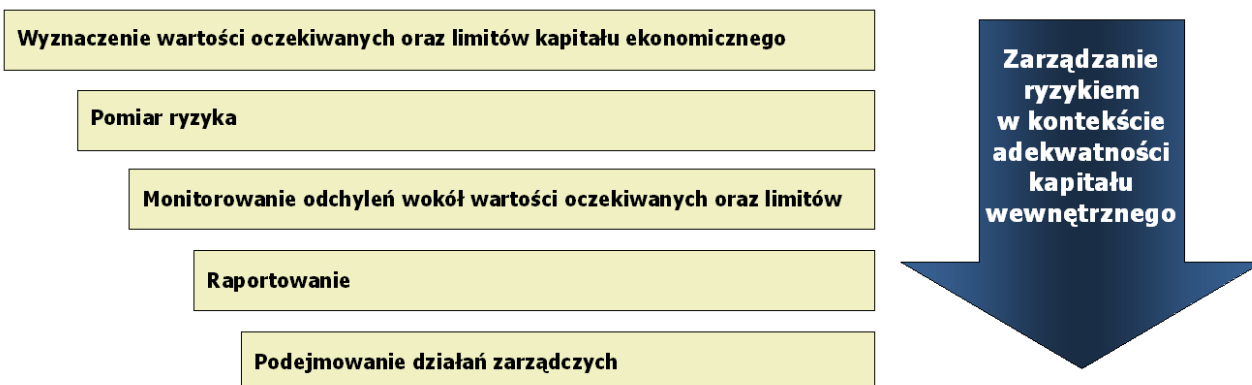 Wyznaczenie wartości oczekiwanych oraz limitów kapitału ekonomicznego
Pomiar ryzyka
Monitorowanie odchyleń wokół wartości oczekiwanych oraz limitów
Raportowanie
Podejmowanie działań zarządczych
Zarządzanie
ryzykiem
w kontekście
adekwatności
kapitału
wewnętrznego